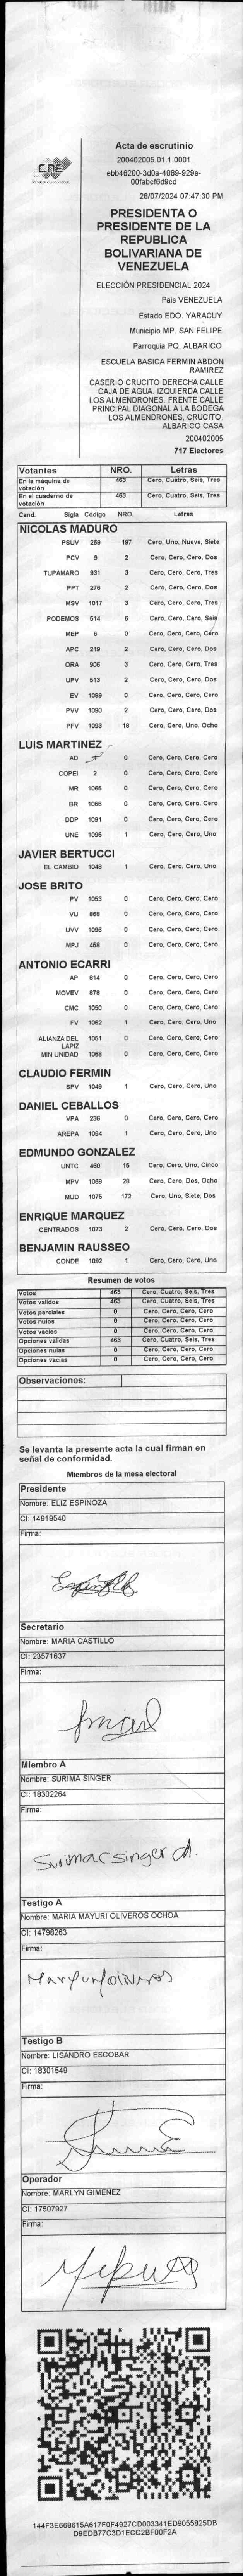 CNE
Acta de escrutinio
200402005.01.1.0001
ebb46200-3d0a-4089-929e-
00fabcf6d9cd
28/07/2024 07:47:30 PM
PRESIDENTA O
PRESIDENTE DE LA
REPUBLICA
BOLIVARIANA DE
VENEZUELA
ELECCIÓN PRESIDENCIAL 2024
Pais VENEZUELA
Estado EDO. YARACUY
Municipio MP. SAN FELIPE
Parroquia PQ. ALBARICO
ESCUELA BASICA FERMIN ABDON
RAMIREZ
CASERIO CRUCITO DERECHA CALLE
CAJA DE AGUA. IZQUIERDA CALLE
LOS ALMENDRONES. FRENTE CALLE
PRINCIPAL DIAGONAL A LA BODEGA
LOS ALMENDRONES, CRUCITO.
ALBARICO CASA
200402005
717 Electores
Votantes NRO. Letras
En la máquina de votación 463 Cero, Cuatro, Seis, Tres
En el cuaderno de votación 463 Cero, Cuatro, Seis, Tres
Cand. Sigla Código NRO. Letras
NICOLAS MADURO
PSUV 269 197 Cero, Uno, Nueve, Siete
PCV 9 2 Cero, Cero, Cero, Dos
TUPAMARO 931 3 Cero, Cero, Cero, Tres
PPT 276 2 Cero, Cero, Cero, Dos
MSV 1017 3 Cero, Cero, Cero, Tres
PODEMOS 514 6 Cero, Cero, Cero, Seis
MEP 6 0 Cero, Cero, Cero, Cero
APC 219 2 Cero, Cero, Cero, Dos
ORA 906 3 Cero, Cero, Cero, Tres
UPV 513 2 Cero, Cero, Cero, Dos
EV 1089 0 Cero, Cero, Cero, Cero
PVV 1090 2 Cero, Cero, Cero, Dos
PFV 1093 18 Cero, Cero, Uno, Ocho
LUIS MARTINEZ
AD 0 Cero, Cero, Cero, Cero
COPEI 2 0 Cero, Cero, Cero, Cero
MR 1065 0 Cero, Cero, Cero, Cero
BR 1066 0 Cero, Cero, Cero, Cero
DDP 1091 0 Cero, Cero, Cero, Cero
UNE 1095 1 Cero, Cero, Cero, Uno
JAVIER BERTUCCI
EL CAMBIO 1048 1 Cero, Cero, Cero, Uno
JOSE BRITO
PV 1053 0 Cero, Cero, Cero, Cero
VU 868 0 Cero, Cero, Cero, Cero
UVV 1096 0 Cero, Cero, Cero, Cero
MPJ 458 0 Cero, Cero, Cero, Cero
ANTONIO ECARRI
AP 814 0 Cero, Cero, Cero, Cero
MOVEV 878 0 Cero, Cero, Cero, Cero
CMC 1050 0 Cero, Cero, Cero, Cero
FV 1062 1 Cero, Cero, Cero, Uno
ALIANZA DEL LAPIZ 1051 0 Cero, Cero, Cero, Cero
MIN UNIDAD 1068 0 Cero, Cero, Cero, Cero
CLAUDIO FERMIN
SPV 1049 1 Cero, Cero, Cero, Uno
DANIEL CEBALLOS
VPA 236 0 Cero, Cero, Cero, Cero
AREPA 1094 1 Cero, Cero, Cero, Uno
EDMUNDO GONZALEZ
UNTC 460 15 Cero, Cero, Uno, Cinco
MPV 1069 28 Cero, Cero, Dos, Ocho
MUD 1075 172 Cero, Uno, Siete, Dos
ENRIQUE MARQUEZ
CENTRADOS 1073 2 Cero, Cero, Cero, Dos
BENJAMIN RAUSSEO
CONDE 1092 1 Cero, Cero, Cero, Uno
Resumen de votos
Votos 463 Cero, Cuatro, Seis, Tres
Votos validos 463 Cero, Cuatro, Seis, Tres
Votos parciales 0 Cero, Cero, Cero, Cero
Votos nulos 0 Cero, Cero, Cero, Cero
Votos vacios 0 Cero, Cero, Cero, Cero
Opciones validas 463 Cero, Cuatro, Seis, Tres
Opciones nulas 0 Cero, Cero, Cero, Cero
Opciones vacias 0 Cero, Cero, Cero, Cero
Observaciones:
Se levanta la presente acta la cual firman en
señal de conformidad.
Miembros de la mesa electoral
Presidente
Nombre: ELIZ ESPINOZA
CI: 14919540
Firma:
Secretario
Nombre: MARIA CASTILLO
CI: 23571637
Firma:
Miembro A
Nombre: SURIMA SINGER
CI: 18302264
Firma:
Surimar singer
Testigo A
Nombre: MARIA MAYURI OLIVEROS OCHOA
CI: 14798263
Firma:
Testigo B
Nombre: LISANDRO ESCOBAR
CI: 18301549
Firma:
Operador
Nombre: MARLYN GIMENEZ
CI: 17507927
Firma:
144F3E668615A617F0F4927CD003341ED9055825DB
D9EDB77C3D1ECC2BF00F2A